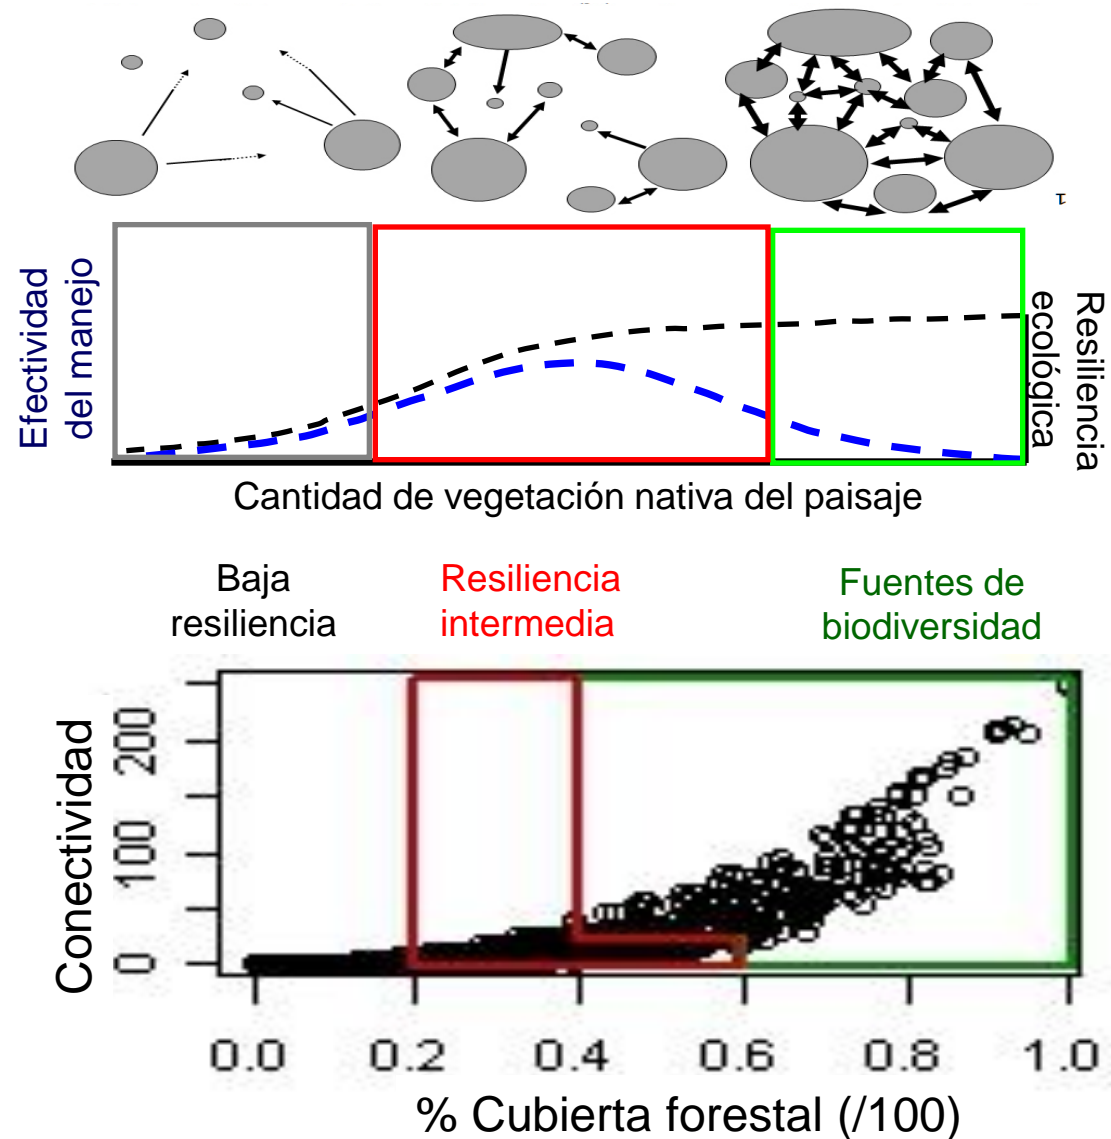 Efectividad
del manejo
Resiliencia
ecológica
Cantidad de vegetación nativa del paisaje
Baja
resiliencia
Resiliencia
intermedia
Fuentes de
biodiversidad
Conectividad
200
100
0
0.0 0.2 0.4 0.6 0.8 1.0
% Cubierta forestal (/100)